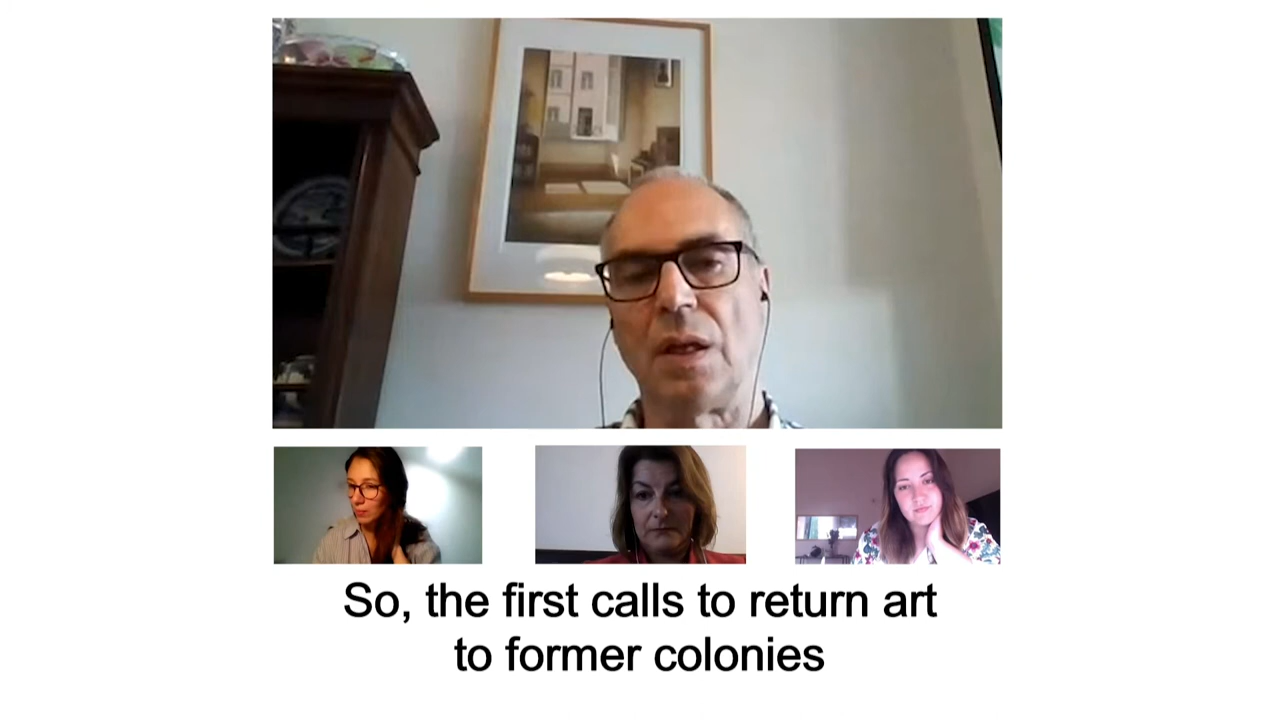 So, the first calls to return art
to former colonies